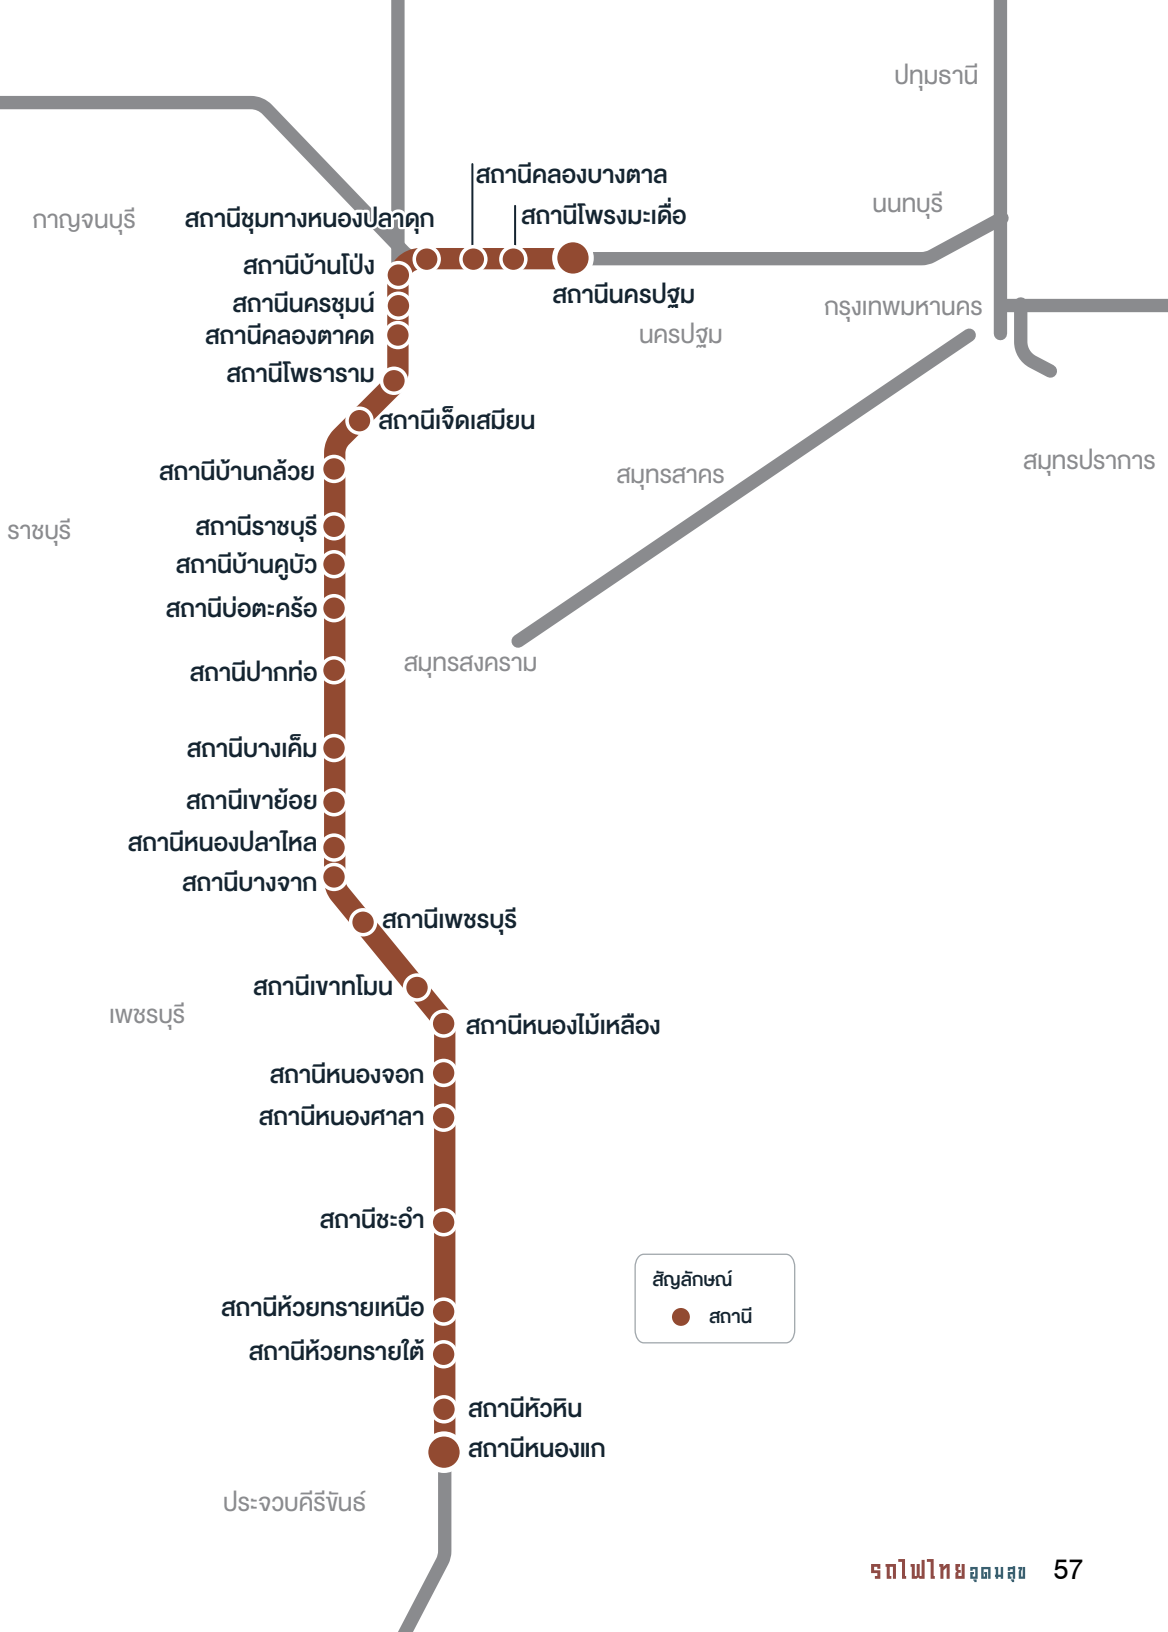 ปทุมธานี
สถานีคลองบางตาล
นนทบุรี
กาญจนบุรี
สถานีชุมทางหนองปลาดุก
สถานีโพรงมะเดื่อ
สถานีบ้านโป่ง
สถานีนครปฐม
สถานีนครชุมน์
กรุงเทพมหานคร
สถานีคลองตาคด
นครปฐม
สถานีโพธาราม
สถานีเจ็ดเสมียน
สมุทรปราการ
สถานีบ้านกล้วย
สมุทรสาคร
ราชบุรี
สถานีราชบุรี
สถานีบ้านคูบัว
สถานีบ่อตะคร้อ
สมุทรสงคราม
สถานีปากท่อ
สถานีบางเค็ม
สถานีเขาย้อย
สถานีหนองปลาไหล
สถานีบางจาก
สถานีเพชรบุรี
สถานีเขาทโมน
เพชรบุรี
สถานีหนองไม้เหลือง
สถานีหนองจอก
สถานีหนองศาลา
สถานีชะอำ
สัญลักษณ์
สถานี
สถานีห้วยทรายเหนือ
สถานีห้วยทรายใต้
สถานีหัวหิน
สถานีหนองแก
ประจวบคีรีขันธ์
รถไฟไทยอุดมสุข 57